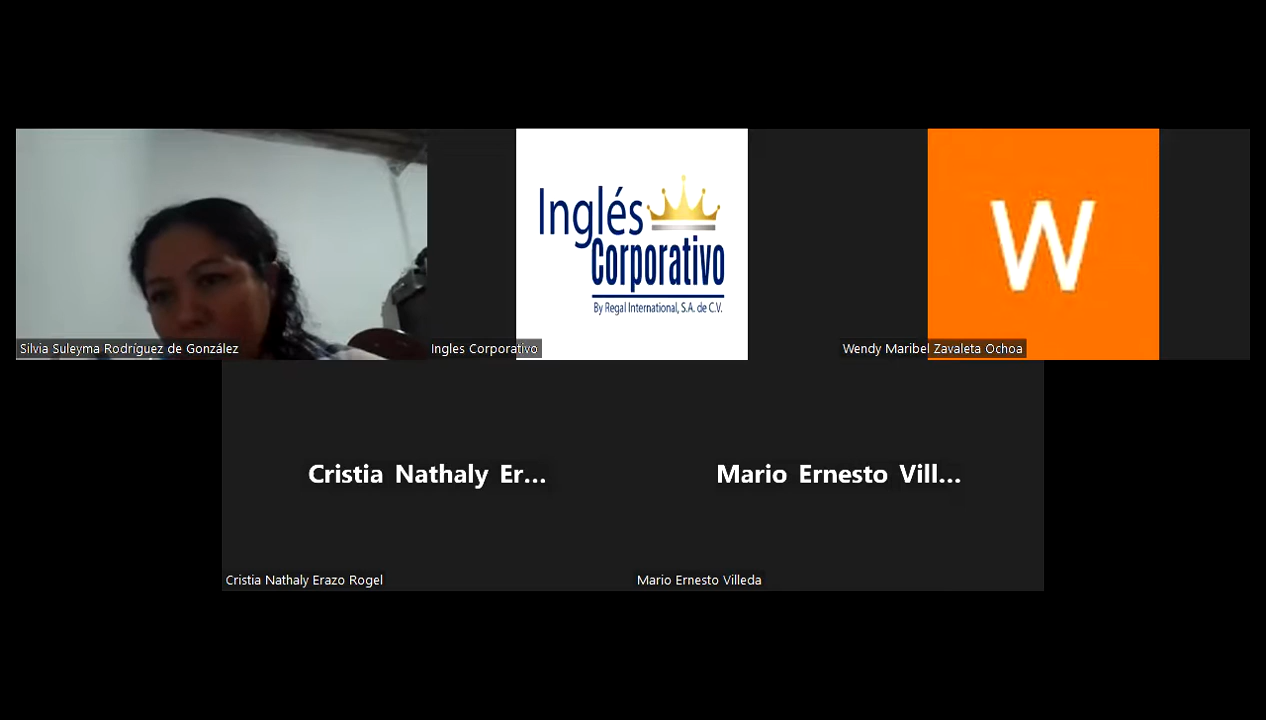 Inglés
Corporativo
By Regal International, S.A. de C.V.
W
Silvia Suleyma Rodríguez de González
Ingles Corporativo
Wendy Maribel Zavaleta Ochoa
Cristia Nathaly Er...
Mario Ernesto Vill...
Cristia Nathaly Erazo Rogel
Mario Ernesto Villeda